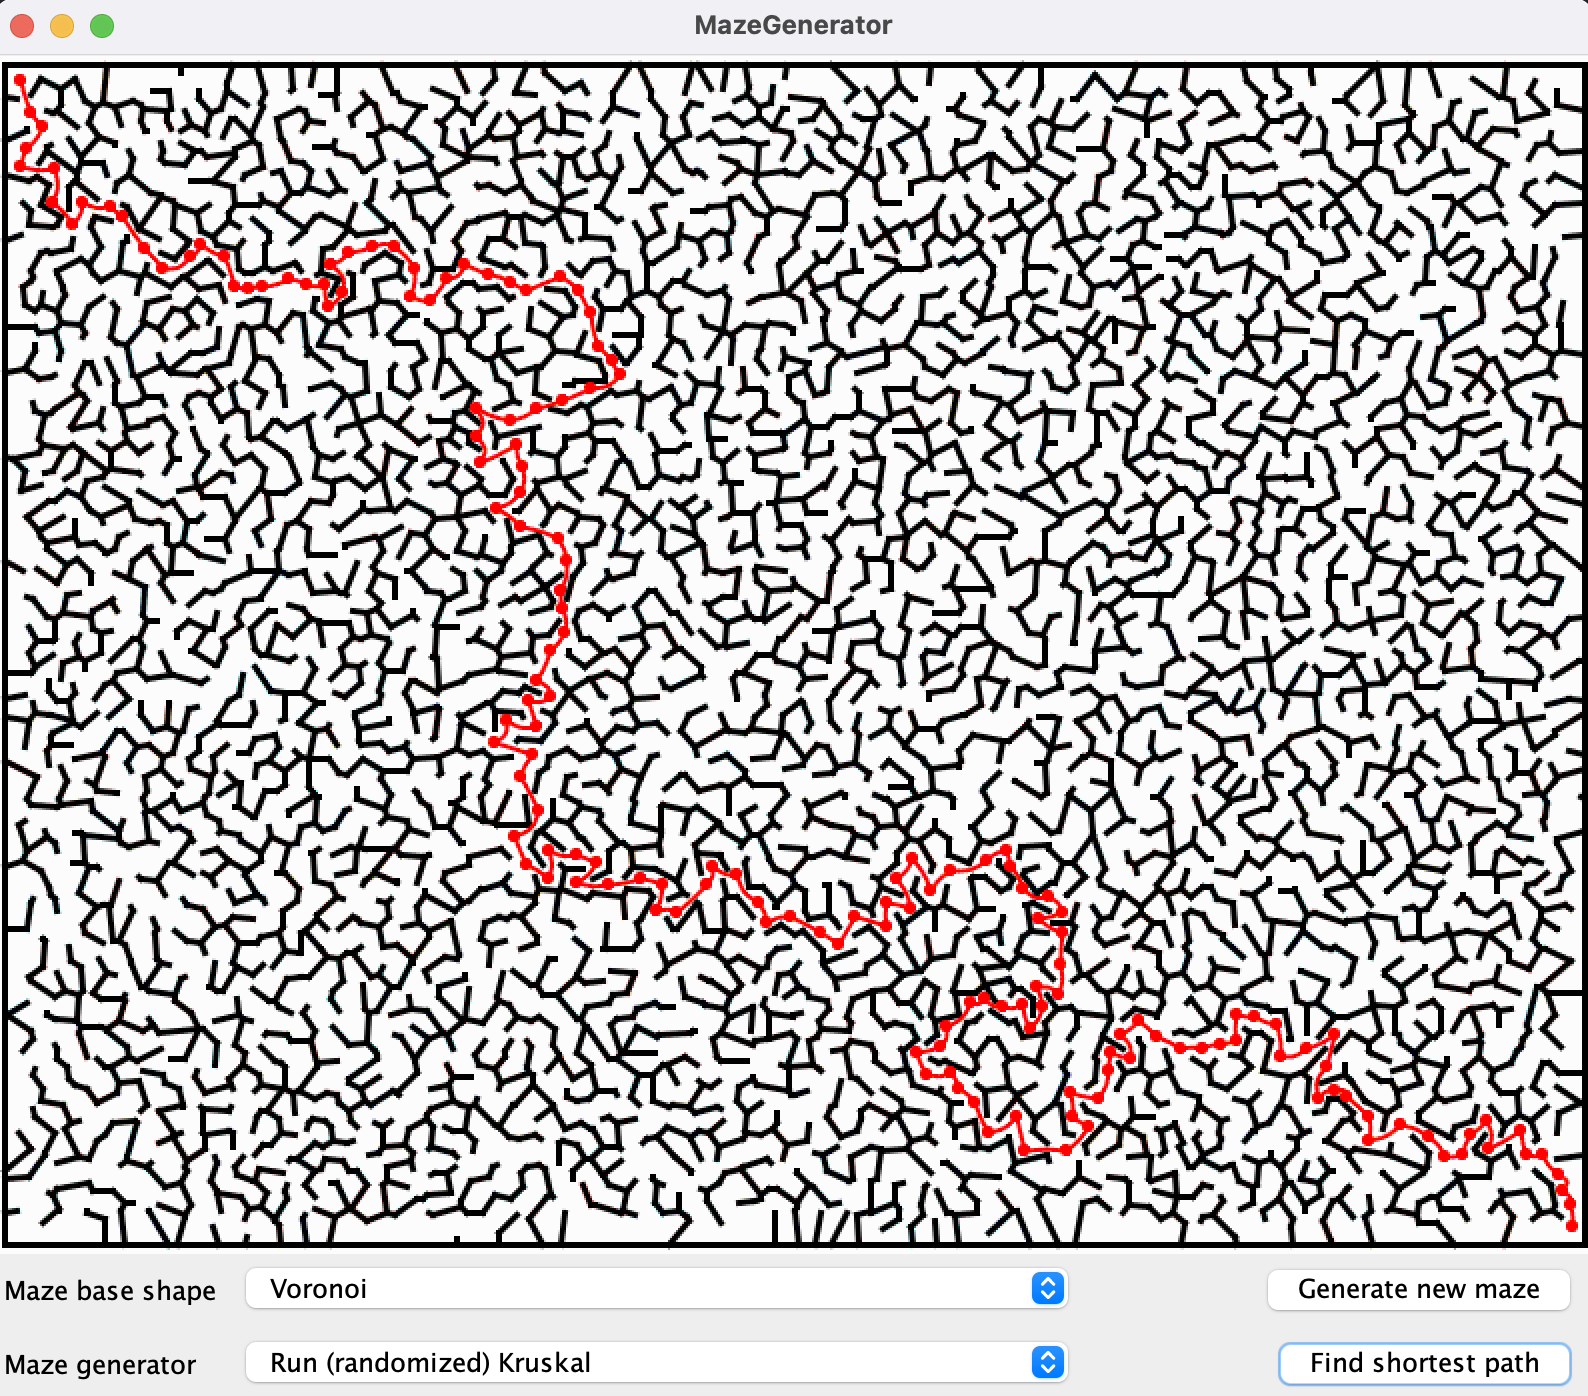 MazeGenerator
Maze base shape
Voronoi
Generate new maze
Maze generator
Run (randomized) Kruskal
Find shortest path